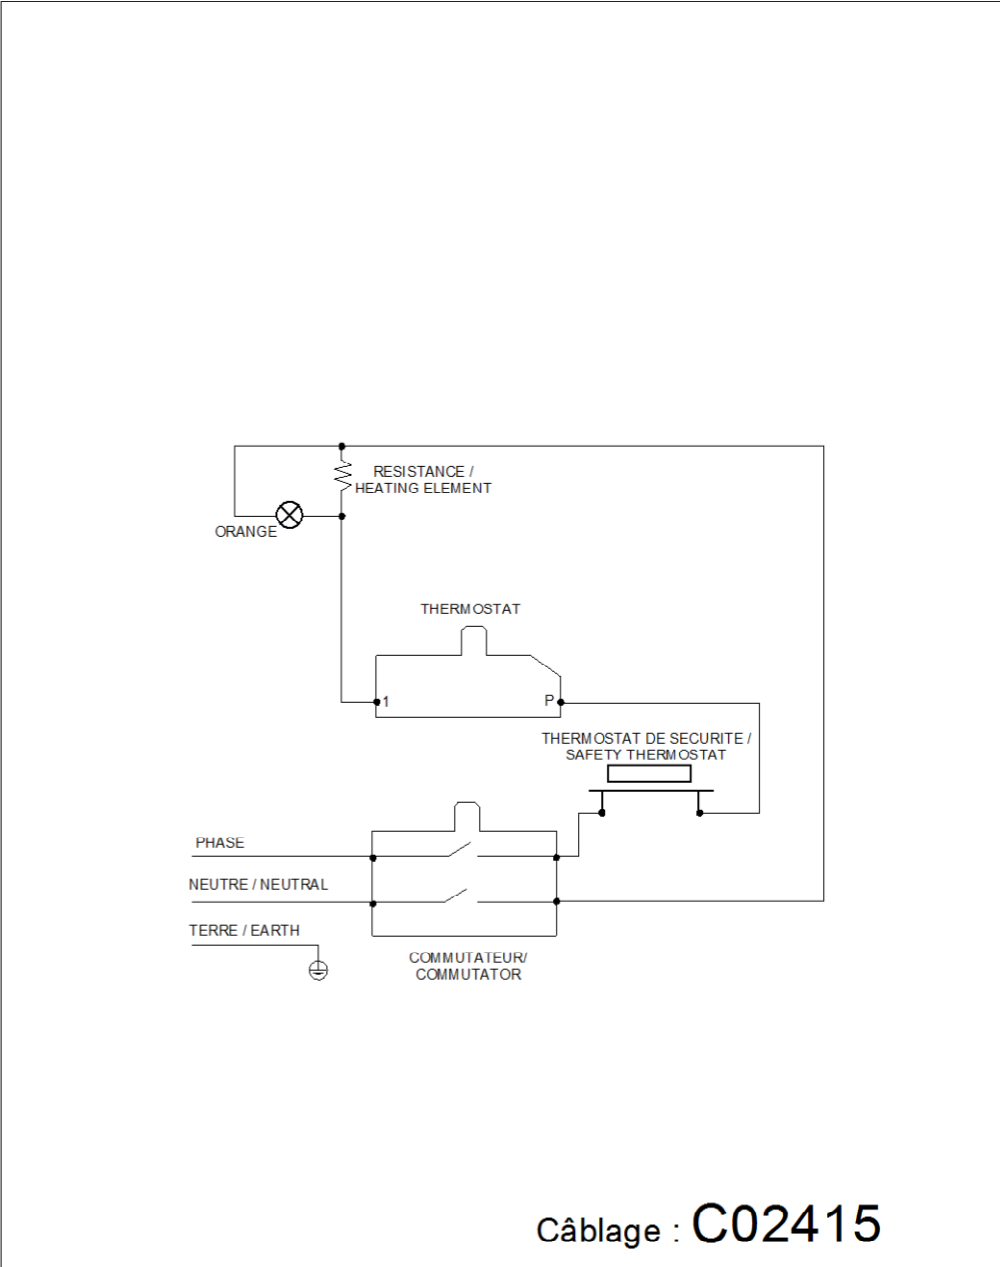 RESISTANCE /
HEATING ELEMENT
ORANGE
THERMOSTAT
1
P
THERMOSTAT DE SECURITE /
SAFETY THERMOSTAT
PHASE
NEUTRE / NEUTRAL
TERRE / EARTH
COMMUTATEUR/
COMMUTATOR
Câblage : C02415